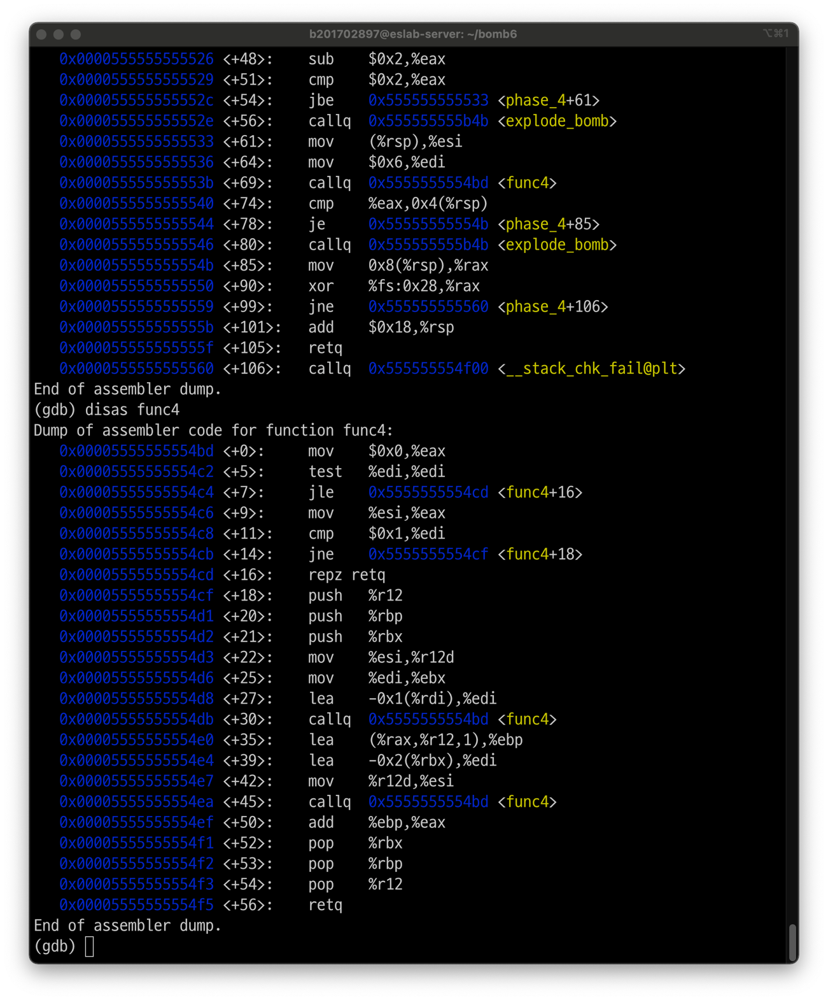 b201702897@eslab-server: ~/bomb6
⌥⌘1
0x0000555555555526 <+48>: sub $0x2,%eax
0x0000555555555529 <+51>: cmp $0x2,%eax
0x000055555555552c <+54>: jbe 0x555555555533 <phase_4+61>
0x000055555555552e <+56>: callq 0x555555555b4b <explode_bomb>
0x0000555555555533 <+61>: mov (%rsp),%esi
0x0000555555555536 <+64>: mov $0x6,%edi
0x000055555555553b <+69>: callq 0x5555555554bd <func4>
0x0000555555555540 <+74>: cmp %eax,0x4(%rsp)
0x0000555555555544 <+78>: je 0x55555555554b <phase_4+85>
0x0000555555555546 <+80>: callq 0x555555555b4b <explode_bomb>
0x000055555555554b <+85>: mov 0x8(%rsp),%rax
0x0000555555555550 <+90>: xor %fs:0x28,%rax
0x0000555555555559 <+99>: jne 0x555555555560 <phase_4+106>
0x000055555555555b <+101>: add $0x18,%rsp
0x000055555555555f <+105>: retq
0x0000555555555560 <+106>: callq 0x555555554f00 <__stack_chk_fail@plt>
End of assembler dump.
(gdb) disas func4
Dump of assembler code for function func4:
0x00005555555554bd <+0>: mov $0x0,%eax
0x00005555555554c2 <+5>: test %edi,%edi
0x00005555555554c4 <+7>: jle 0x5555555554cd <func4+16>
0x00005555555554c6 <+9>: mov %esi,%eax
0x00005555555554c8 <+11>: cmp $0x1,%edi
0x00005555555554cb <+14>: jne 0x5555555554cf <func4+18>
0x00005555555554cd <+16>: repz retq
0x00005555555554cf <+18>: push %r12
0x00005555555554d1 <+20>: push %rbp
0x00005555555554d2 <+21>: push %rbx
0x00005555555554d3 <+22>: mov %esi,%r12d
0x00005555555554d6 <+25>: mov %edi,%ebx
0x00005555555554d8 <+27>: lea -0x1(%rdi),%edi
0x00005555555554db <+30>: callq 0x5555555554bd <func4>
0x00005555555554e0 <+35>: lea (%rax,%r12,1),%ebp
0x00005555555554e4 <+39>: lea -0x2(%rbx),%edi
0x00005555555554e7 <+42>: mov %r12d,%esi
0x00005555555554ea <+45>: callq 0x5555555554bd <func4>
0x00005555555554ef <+50>: add %ebp,%eax
0x00005555555554f1 <+52>: pop %rbx
0x00005555555554f2 <+53>: pop %rbp
0x00005555555554f3 <+54>: pop %r12
0x00005555555554f5 <+56>: retq
End of assembler dump.
(gdb)